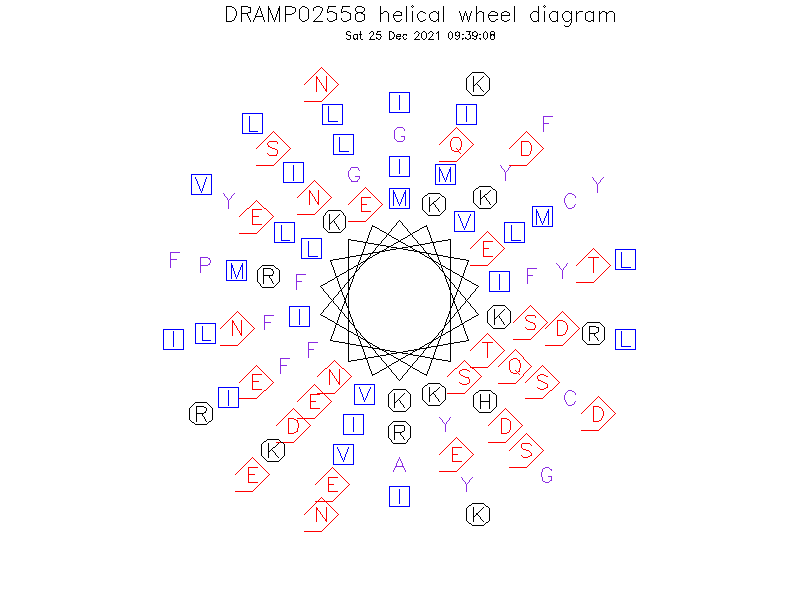 DRAMP02558 helical wheel diagram
Sat 25 Dec 2021 09:39:08
N K
I
L I
L F
G
L Q
S D
I
I G M Y
V Y
N M K
Y C
E K
E M
K V
L L
L E
F L
P T
M Y
R F
F I
I K
F S
N D
L R
I L
F T
F Q
N S
E S
V K
I C
E K H
R D
D I Y D
R
K S
V E
A
E G
E Y
I
N K